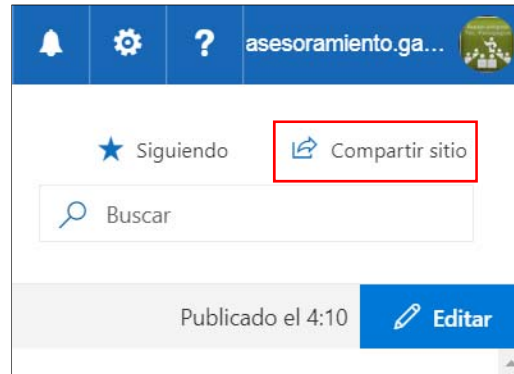 ? asesoramiento.ga...
Siguiendo Compartir sitio
Buscar
Publicado el 4:10 Editar